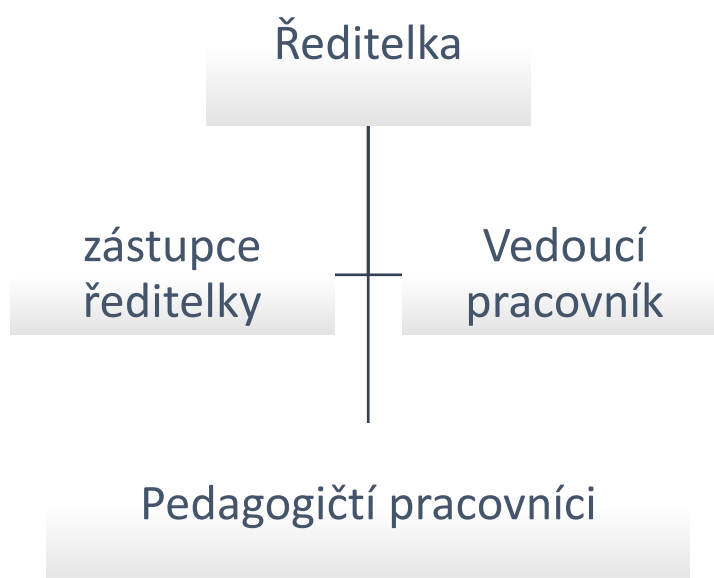 Ředitelka
zástupce
ředitelky
Vedoucí
pracovník
Pedagogičtí pracovníci